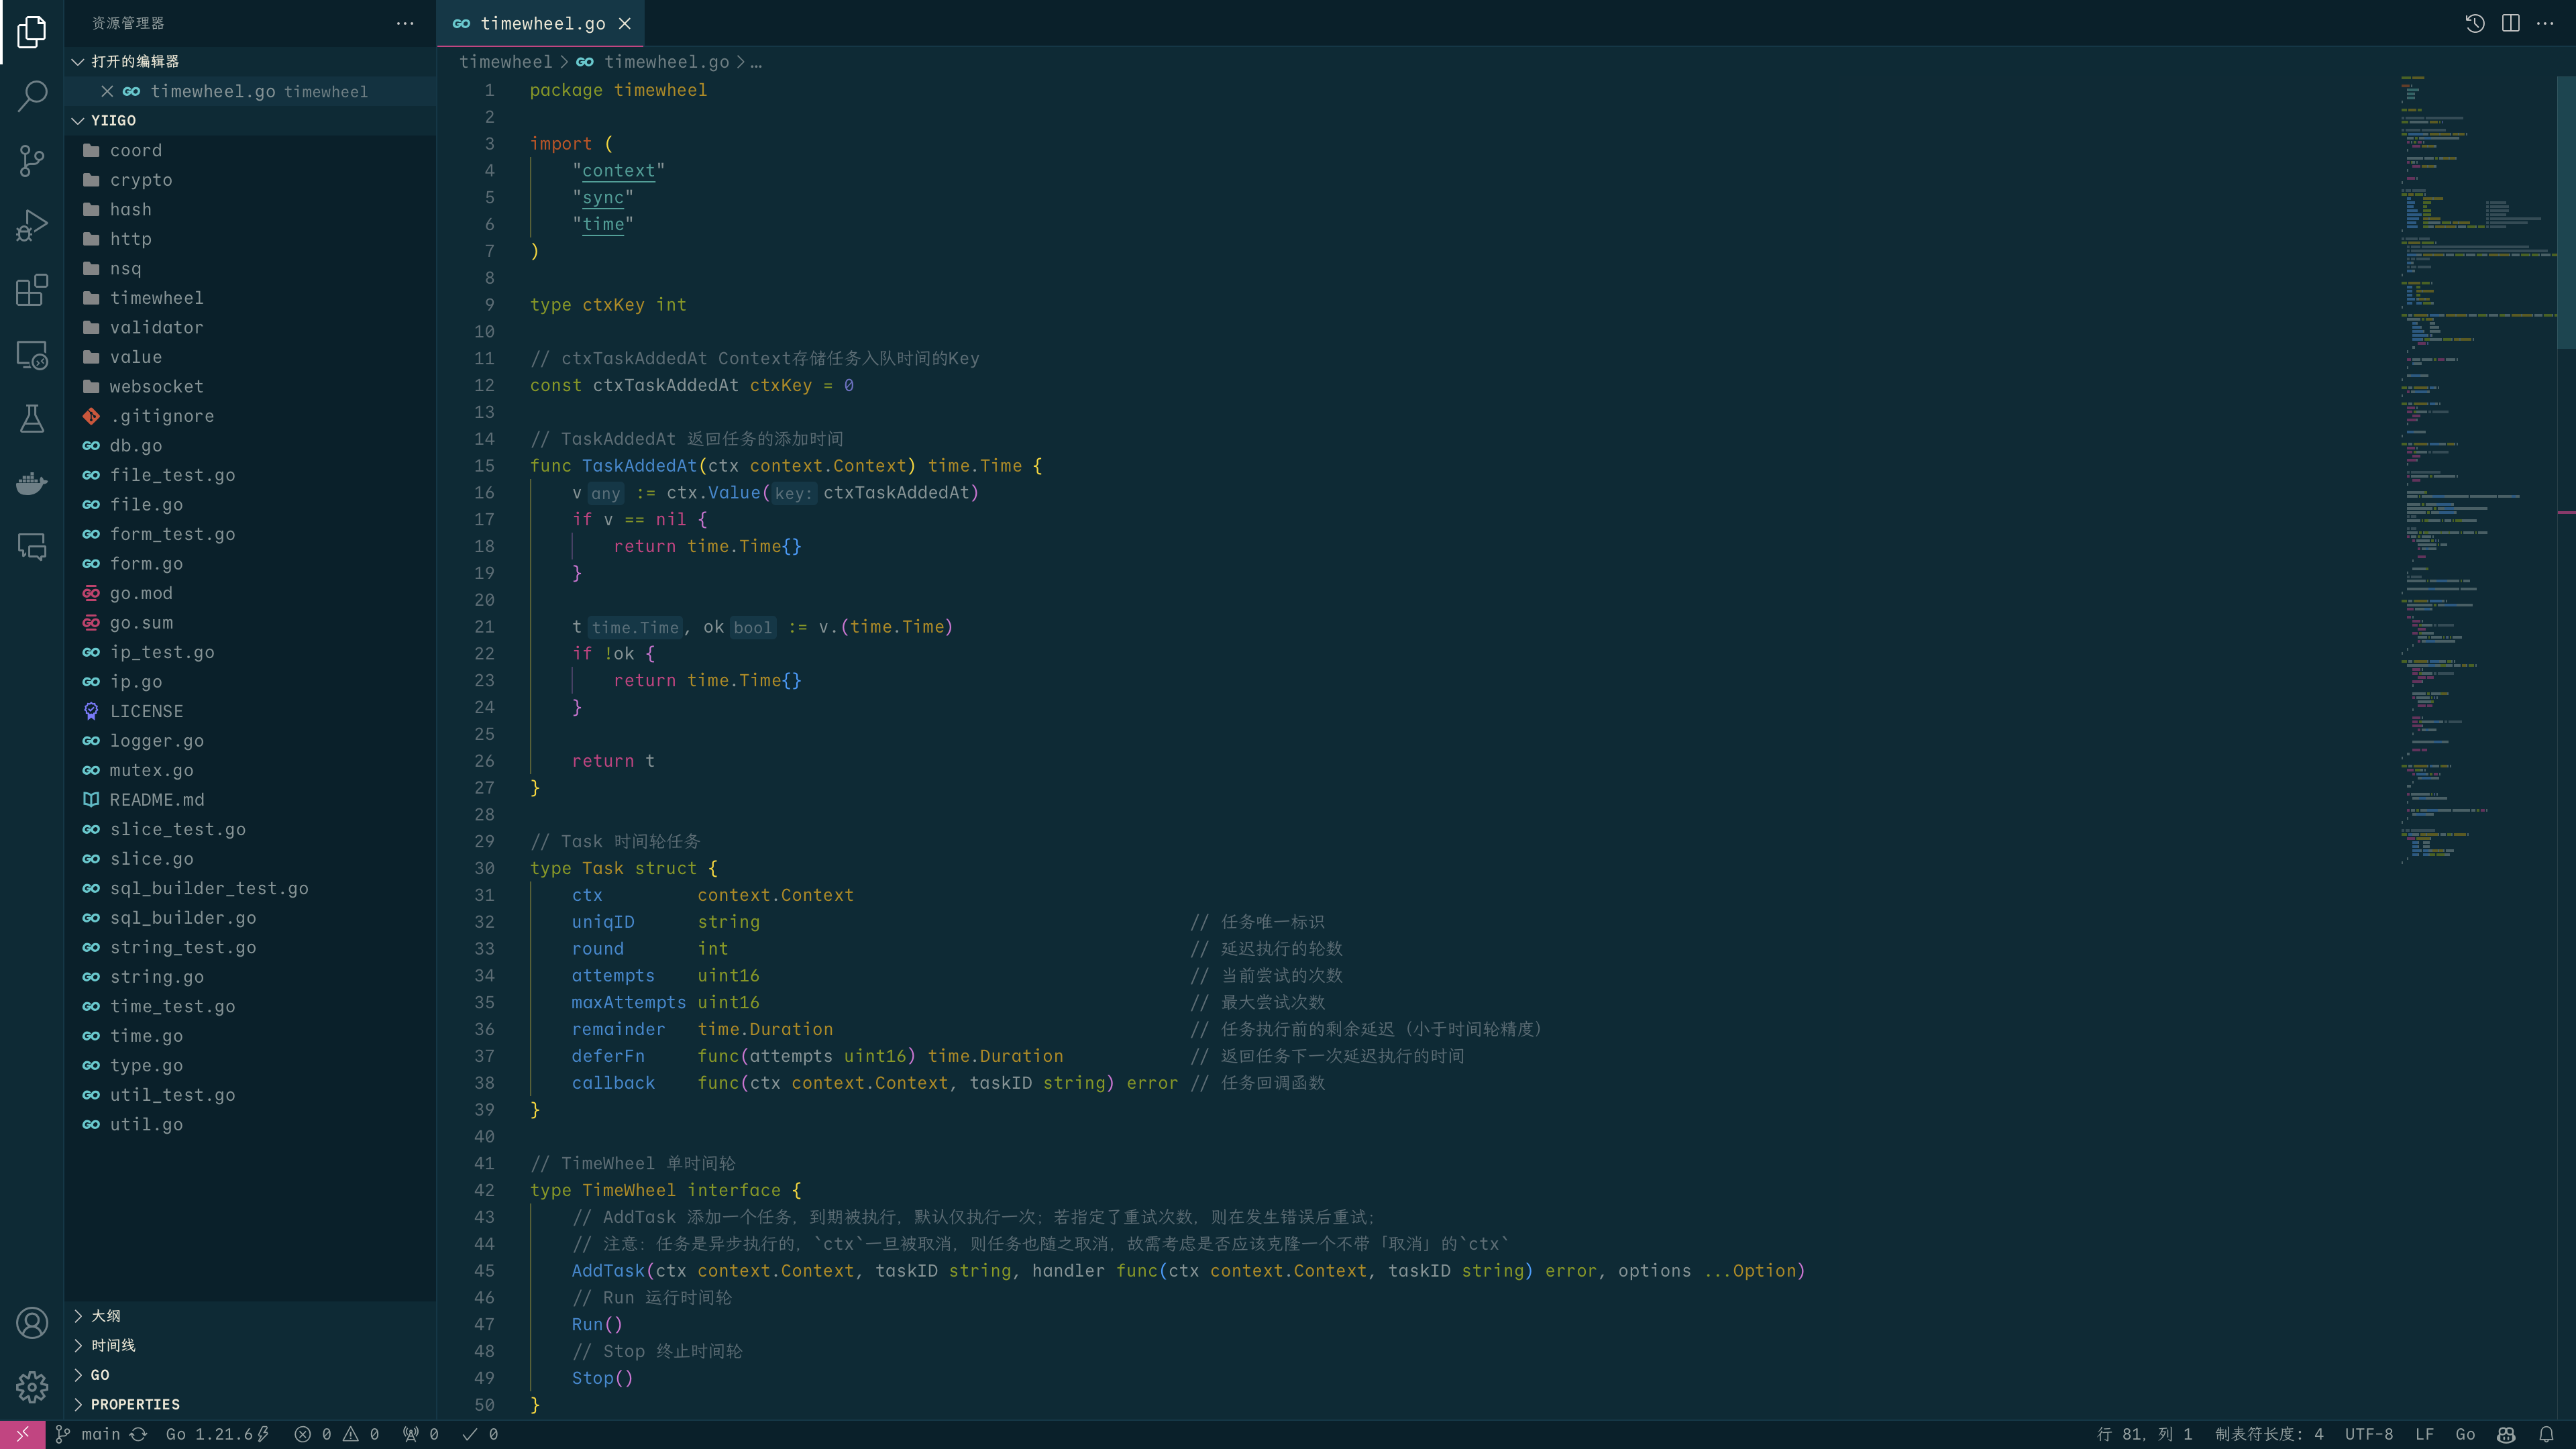 资源管理器
打开的编辑器
timewheel.go timewheel
YIIGO
coord
crypto
hash
http
nsq
timewheel
validator
value
websocket
.gitignore
db.go
file_test.go
file.go
form_test.go
form.go
go.mod
go.sum
ip_test.go
ip.go
LICENSE
logger.go
mutex.go
README.md
slice_test.go
slice.go
sql_builder_test.go
sql_builder.go
string_test.go
string.go
time_test.go
time.go
type.go
util_test.go
util.go
大纲
时间线
GO
PROPERTIES
timewheel.go
timewheel > timewheel.go > ...
1 package timewheel
2
3 import (
4 "context"
5 "sync"
6 "time"
7 )
8
9 type ctxKey int
10
11 // ctxTaskAddedAt Context存储任务入队时间的Key
12 const ctxTaskAddedAt ctxKey = 0
13
14 // TaskAddedAt 返回任务的添加时间
15 func TaskAddedAt(ctx context.Context) time.Time {
16 v any := ctx.Value(key: ctxTaskAddedAt)
17 if v == nil {
18 return time.Time{}
19 }
20
21 t time.Time, ok bool := v.(time.Time)
22 if !ok {
23 return time.Time{}
24 }
25
26 return t
27 }
28
29 // Task 时间轮任务
30 type Task struct {
31 ctx context.Context
32 uniqID string // 任务唯一标识
33 round int // 延迟执行的轮数
34 attempts uint16 // 当前尝试的次数
35 maxAttempts uint16 // 最大尝试次数
36 remainder time.Duration // 任务执行前的剩余延迟（小于时间轮精度）
37 deferFn func(attempts uint16) time.Duration // 返回任务下一次延迟执行的时间
38 callback func(ctx context.Context, taskID string) error // 任务回调函数
39 }
40
41 // TimeWheel 单时间轮
42 type TimeWheel interface {
43 // AddTask 添加一个任务，到期被执行，默认仅执行一次；若指定了重试次数，则在发生错误后重试；
44 // 注意：任务是异步执行的，`ctx`一旦被取消，则任务也随之取消，故需考虑是否应该克隆一个不带「取消」的`ctx`
45 AddTask(ctx context.Context, taskID string, handler func(ctx context.Context, taskID string) error, options ...Option)
46 // Run 运行时间轮
47 Run()
48 // Stop 终止时间轮
49 Stop()
50 }
main Go 1.21.6 0 0 0 0
行 81，列 1 制表符长度: 4 UTF-8 LF Go